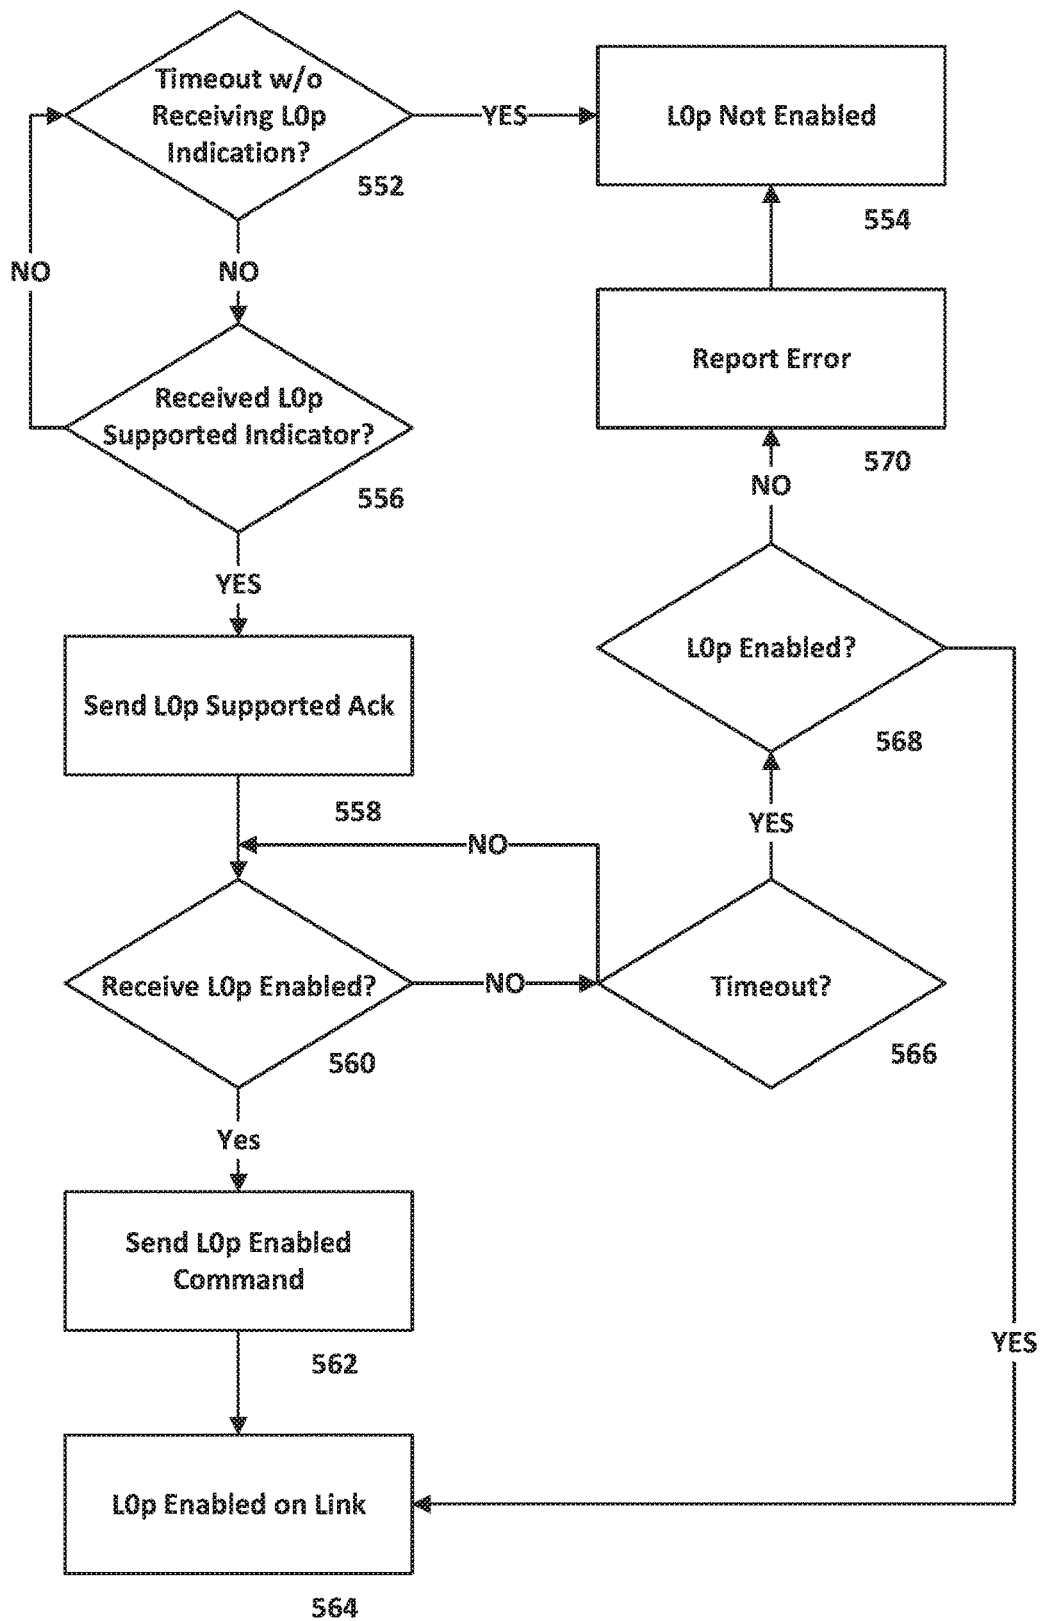 Timeout w/o
Receiving L0p
Indication?
552
YES
L0p Not Enabled
554
NO
NO
Received L0p
Supported Indicator?
556
Report Error
570
NO
YES
L0p Enabled?
568
Send L0p Supported Ack
558
YES
NO
Receive L0p Enabled?
560
NO
Timeout?
566
Yes
Send L0p Enabled
Command
562
YES
L0p Enabled on Link
564